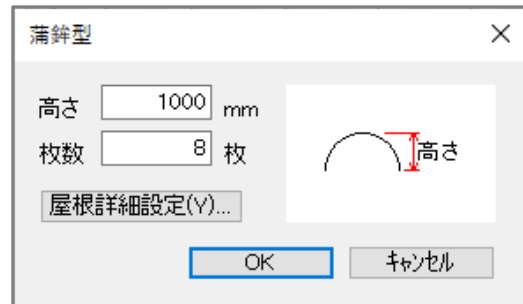 蒲鉾型
高さ 1000 mm
枚数 8 枚
高さ
屋根詳細設定(Y)...
OK キャンセル